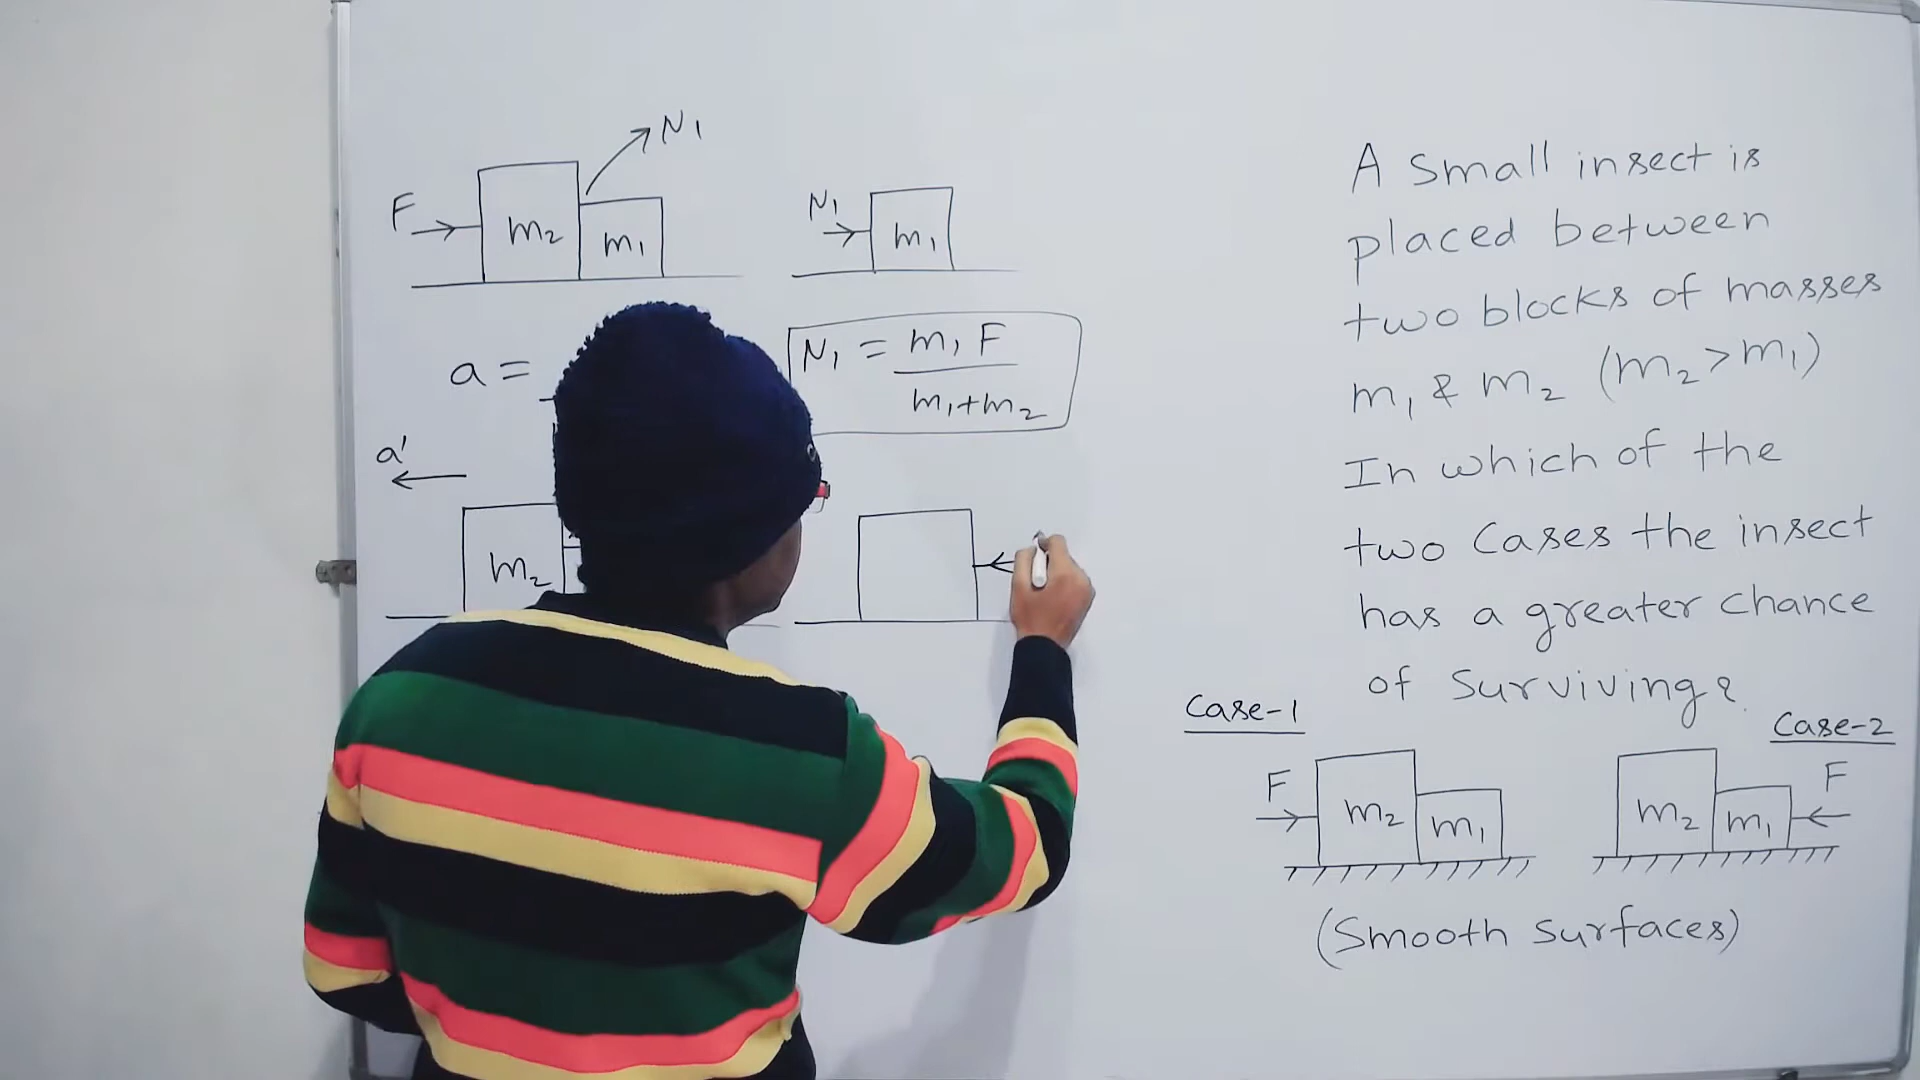 N₁
F
m₂
m₁
N₁
m₁
a =
N₁ = m₁ F
m₁+m₂
a'
m₂
A small insect is
placed between
two blocks of masses
m₁ & m₂ (m₂ > m₁)
In which of the
two cases the insect
has a greater chance
of surviving?
Case-1
F
m₂
m₁
Case-2
m₂
m₁
F
(Smooth surfaces)